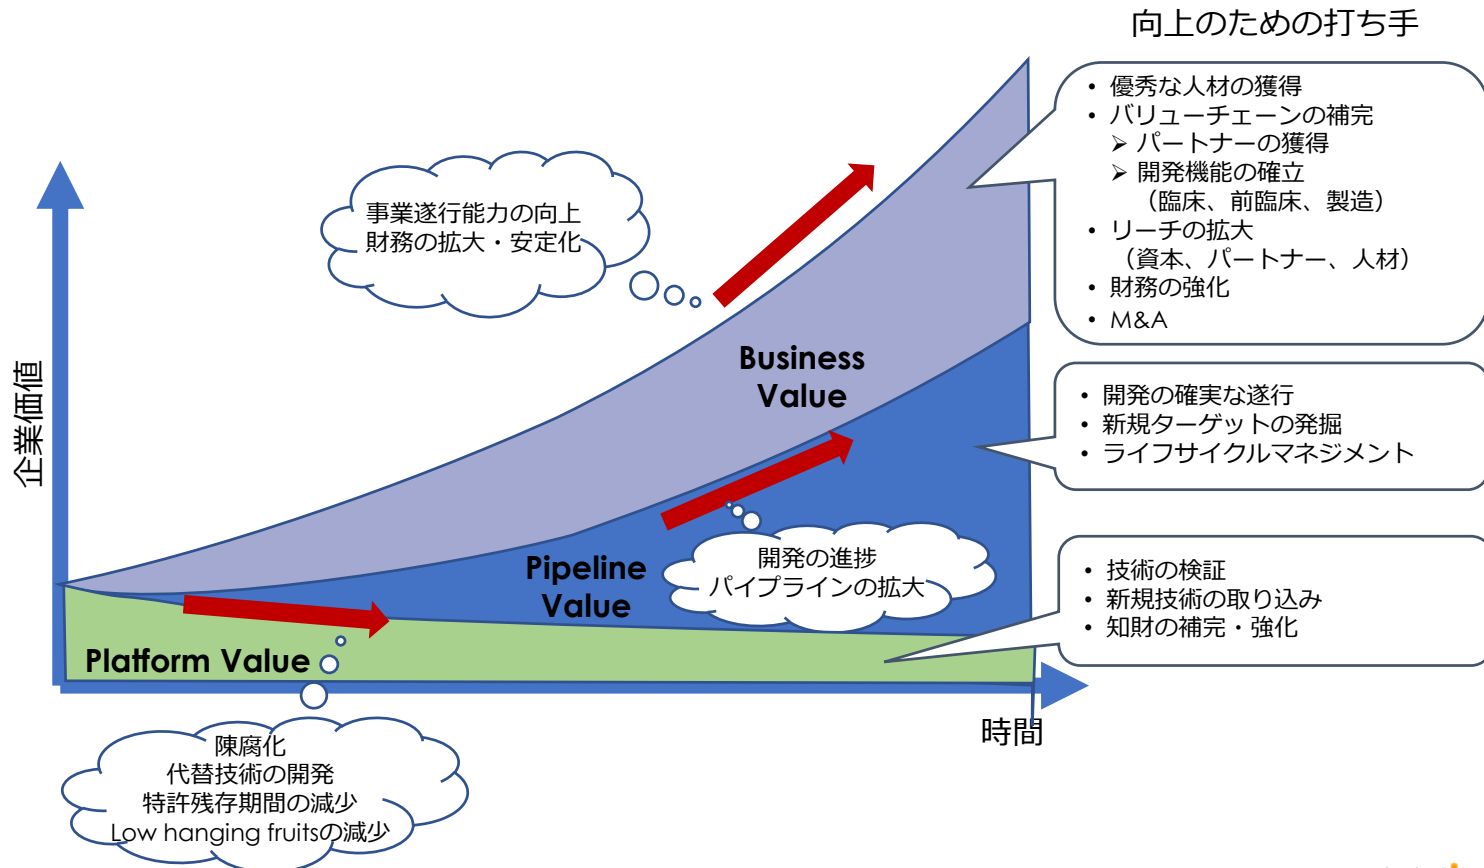 向上のための打ち手
• 優秀な人材の獲得
• バリューチェーンの補完
➢ パートナーの獲得
➢ 開発機能の確立
（臨床、前臨床、製造）
• リーチの拡大
（資本、パートナー、人材）
• 財務の強化
• M&A
事業遂行能力の向上
財務の拡大・安定化
企業価値
Business
Value
• 開発の確実な遂行
• 新規ターゲットの発掘
• ライフサイクルマネジメント
Pipeline
Value
開発の進捗
パイプラインの拡大
• 技術の検証
• 新規技術の取り込み
• 知財の補完・強化
Platform Value
時間
陳腐化
代替技術の開発
特許残存期間の減少
Low hanging fruitsの減少